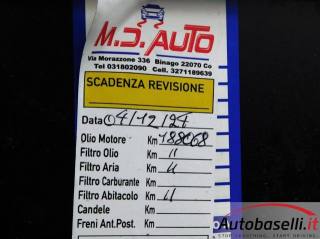 M.J. AUTO
Via Morazzone 336 Binago 22070 Co
Tel 031802090 Cell. 3271189639
SCADENZA REVISIONE
Data 04/12/24
Olio Motore Km 188868
Filtro Olio Km "
Filtro Aria Km "
Filtro Carburante Km
Filtro Abitacolo Km "
Candele Km
Freni Ant.Post. Km
Autobaselli.it